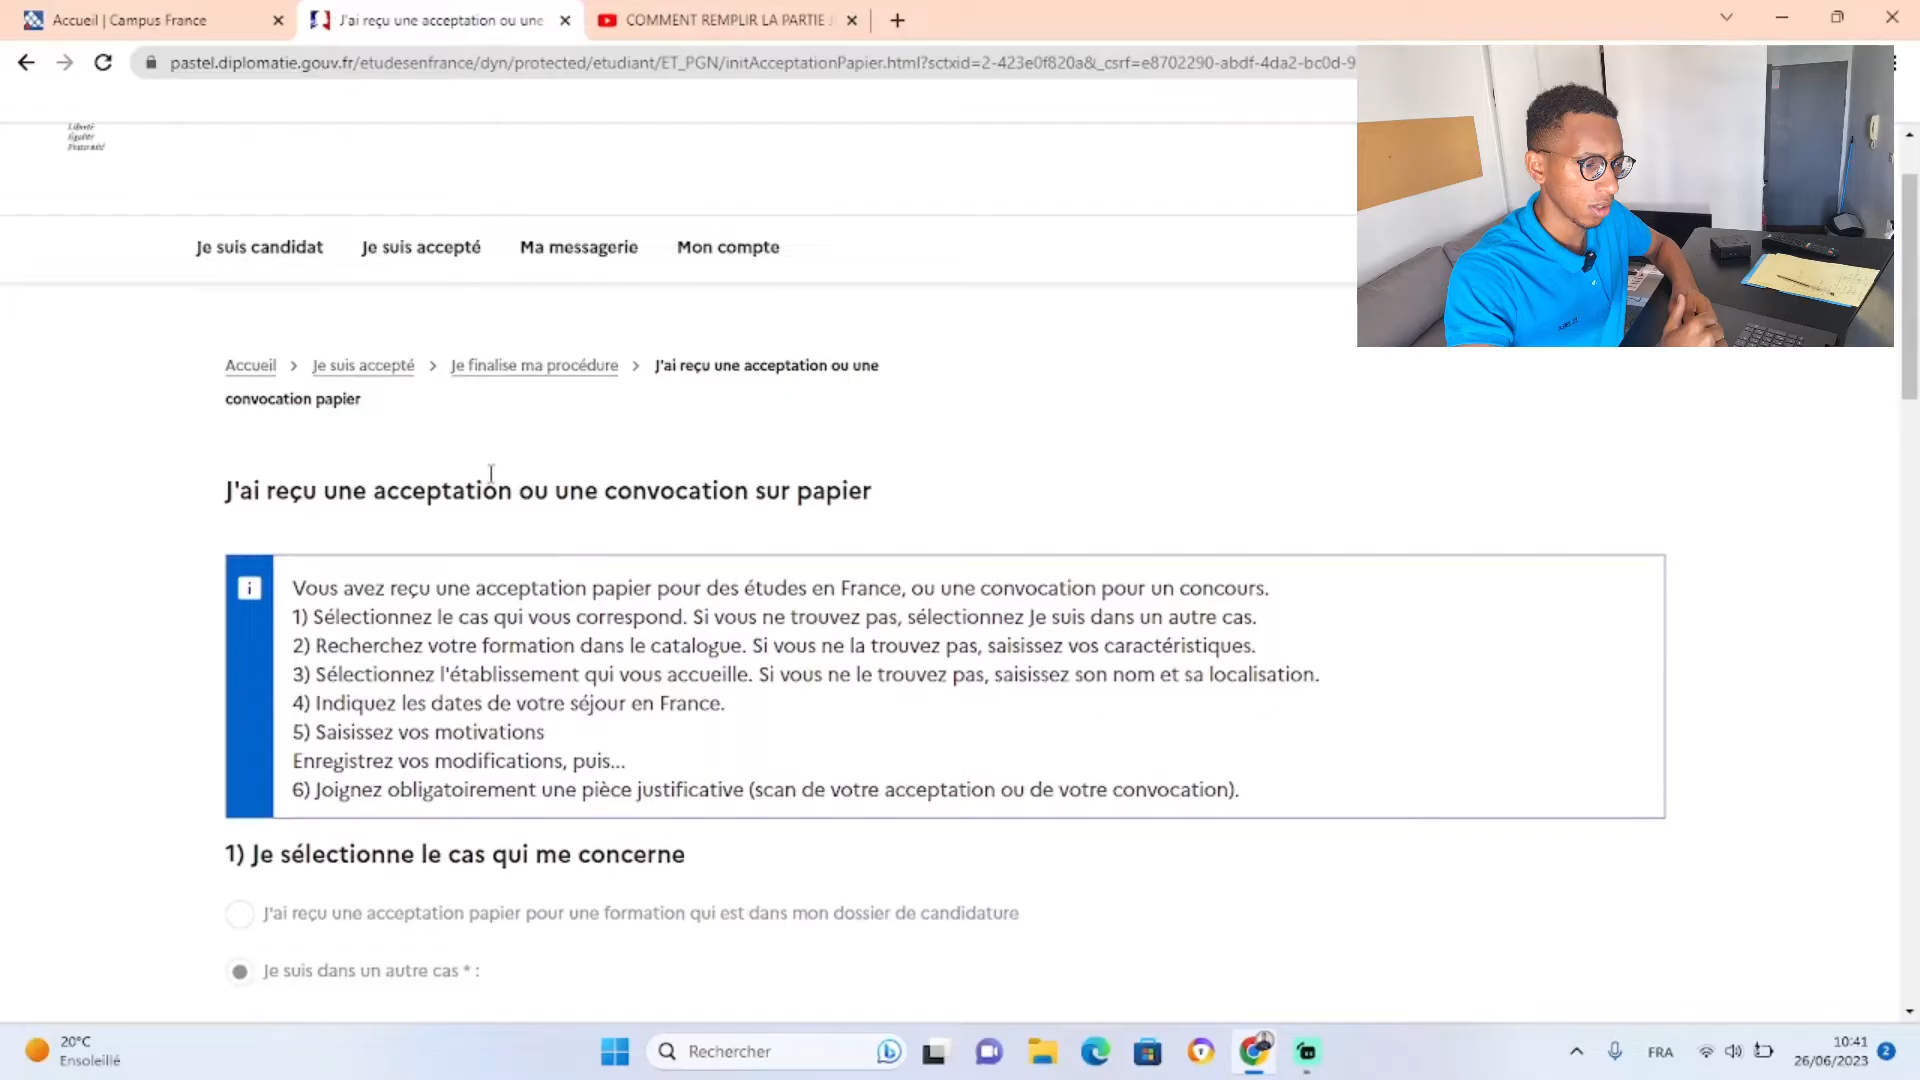 Accueil | Campus France
J'ai reçu une acceptation ou une
COMMENT REMPLIR LA PARTIE J
pastel.diplomatie.gouv.fr/etudesenfrance/dyn/protected/etudiant/ET_PGN/initAcceptationPapier.html?sctxid=2-423e0f820a&_csrf=e8702290-abdf-4da2-bc0d-9
Liberté
Égalité
Fraternité
Je suis candidat
Je suis accepté
Ma messagerie
Mon compte
Accueil > Je suis accepté > Je finalise ma procédure > J'ai reçu une acceptation ou une
convocation papier
J'ai reçu une acceptation ou une convocation sur papier
i
Vous avez reçu une acceptation papier pour des études en France, ou une convocation pour un concours.
1) Sélectionnez le cas qui vous correspond. Si vous ne trouvez pas, sélectionnez Je suis dans un autre cas.
2) Recherchez votre formation dans le catalogue. Si vous ne la trouvez pas, saisissez vos caractéristiques.
3) Sélectionnez l'établissement qui vous accueille. Si vous ne le trouvez pas, saisissez son nom et sa localisation.
4) Indiquez les dates de votre séjour en France.
5) Saisissez vos motivations
Enregistrez vos modifications, puis...
6) Joignez obligatoirement une pièce justificative (scan de votre acceptation ou de votre convocation).
1) Je sélectionne le cas qui me concerne
J'ai reçu une acceptation papier pour une formation qui est dans mon dossier de candidature
Je suis dans un autre cas * :
20°C
Ensoleillé
Rechercher
FRA
10:41
26/06/2023
2